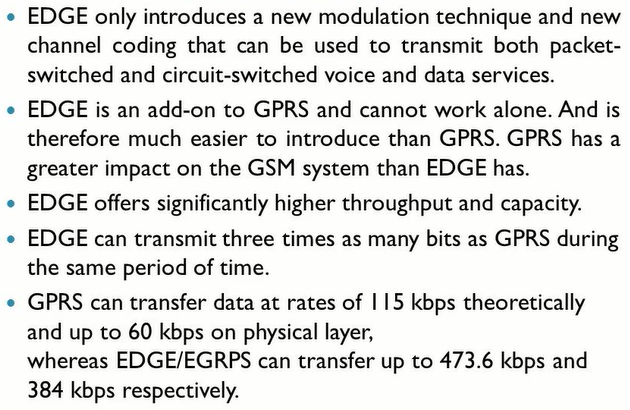 • EDGE only introduces a new modulation technique and new
channel coding that can be used to transmit both packet-
switched and circuit-switched voice and data services.
• EDGE is an add-on to GPRS and cannot work alone. And is
therefore much easier to introduce than GPRS. GPRS has a
greater impact on the GSM system than EDGE has.
• EDGE offers significantly higher throughput and capacity.
• EDGE can transmit three times as many bits as GPRS during
the same period of time.
• GPRS can transfer data at rates of 115 kbps theoretically
and up to 60 kbps on physical layer,
whereas EDGE/EGRPS can transfer up to 473.6 kbps and
384 kbps respectively.